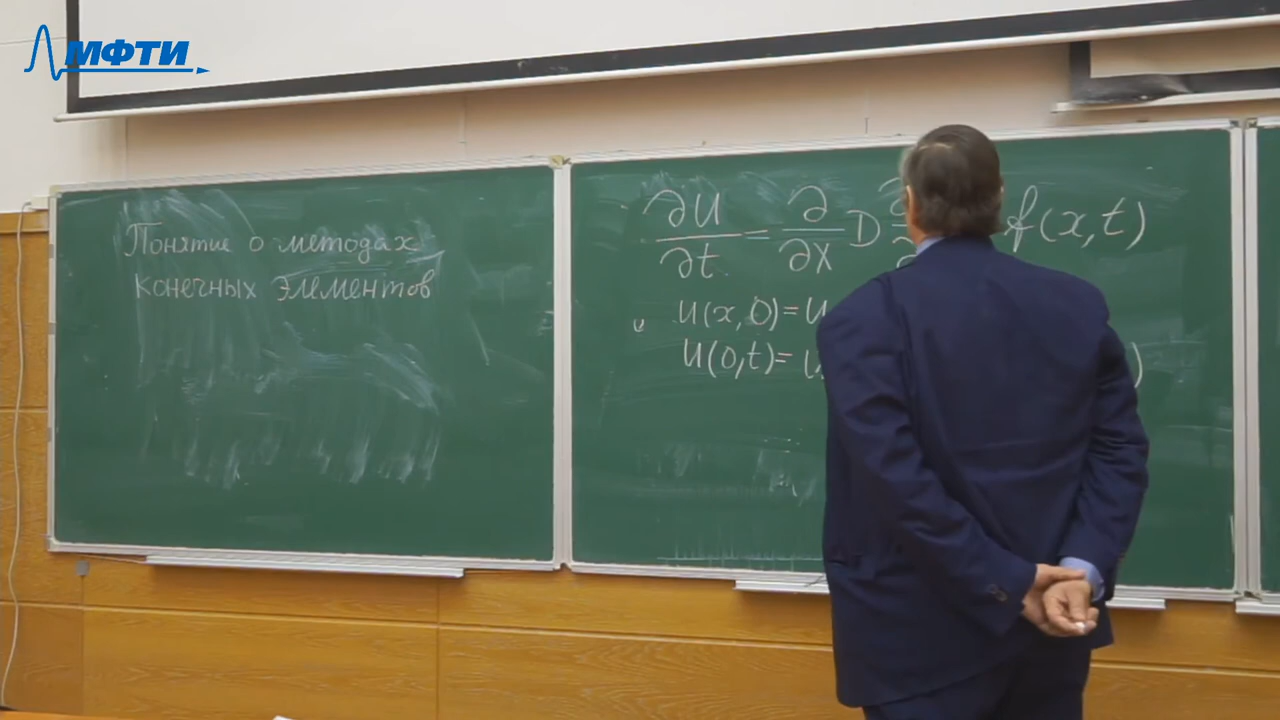 МФТИ
Понятие о методах
конечных элементов
∂U/∂t = ∂/∂x D ∂ f(x,t)
U(x,0)=U
U(0,t)=